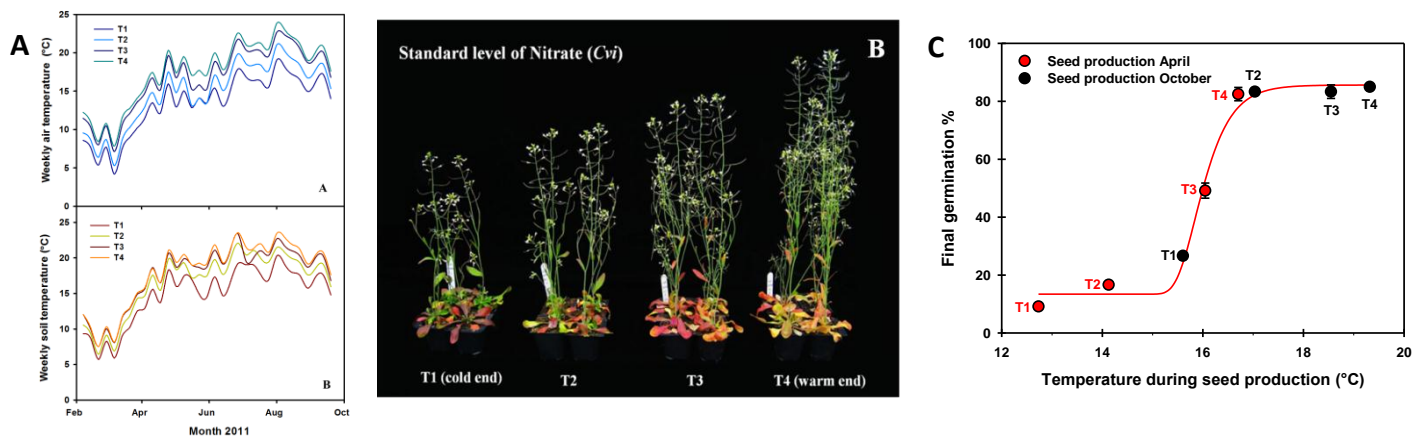 A
25
20
15
10
5
0
Weekly air temperature (°C)
T1
T2
T3
T4
A
25
20
15
10
5
0
Weekly soil temperature (°C)
T1
T2
T3
T4
B
Feb Apr Jun Aug Oct
Month 2011
Standard level of Nitrate (Cvi)
B
T1 (cold end) T2 T3 T4 (warm end)
C
100
80
60
40
20
0
Final germination %
Seed production April
Seed production October
T4 T2
T3 T4
T3
T1
T2
T1
12 14 16 18 20
Temperature during seed production (°C)